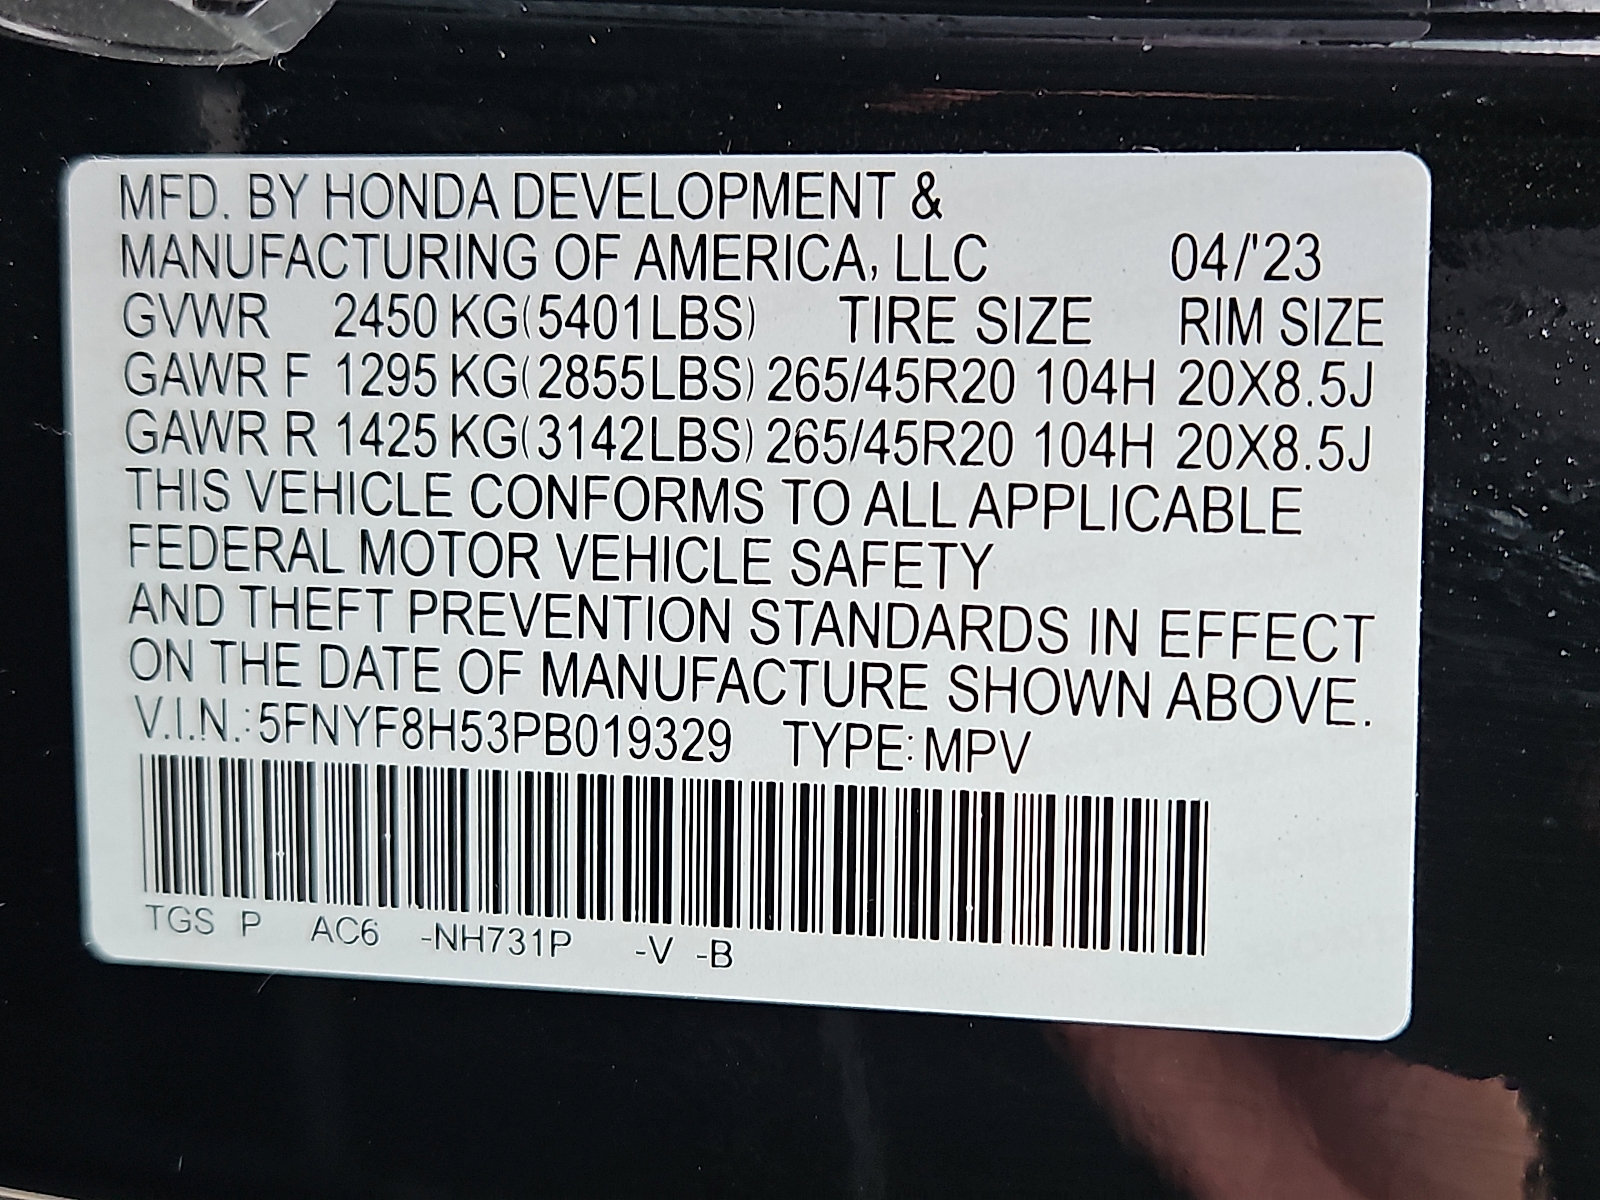 MFD. BY HONDA DEVELOPMENT &
MANUFACTURING OF AMERICA, LLC 04/'23
GVWR 2450 KG(5401LBS) TIRE SIZE RIM SIZE
GAWR F 1295 KG(2855LBS) 265/45R20 104H 20X8.5J
GAWR R 1425 KG(3142LBS) 265/45R20 104H 20X8.5J
THIS VEHICLE CONFORMS TO ALL APPLICABLE
FEDERAL MOTOR VEHICLE SAFETY
AND THEFT PREVENTION STANDARDS IN EFFECT
ON THE DATE OF MANUFACTURE SHOWN ABOVE.
V.I.N.: 5FNYF8H53PB019329 TYPE: MPV
TGS P AC6 -NH731P -V -B